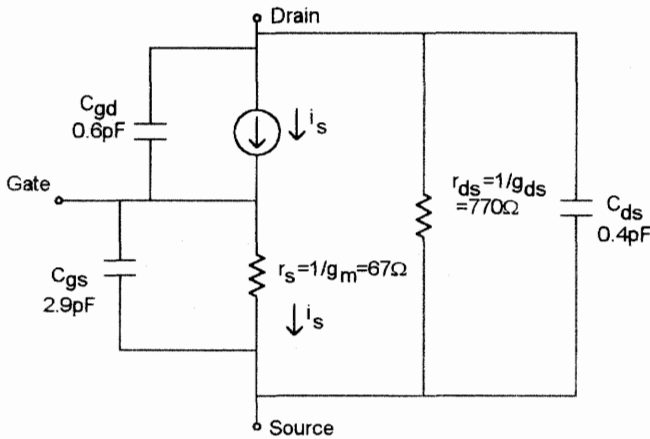 Drain
Cgd
0.6pF
is
Gate
rds=1/gds
=770Ω
Cds
0.4pF
Cgs
2.9pF
rs=1/gm=67Ω
is
Source